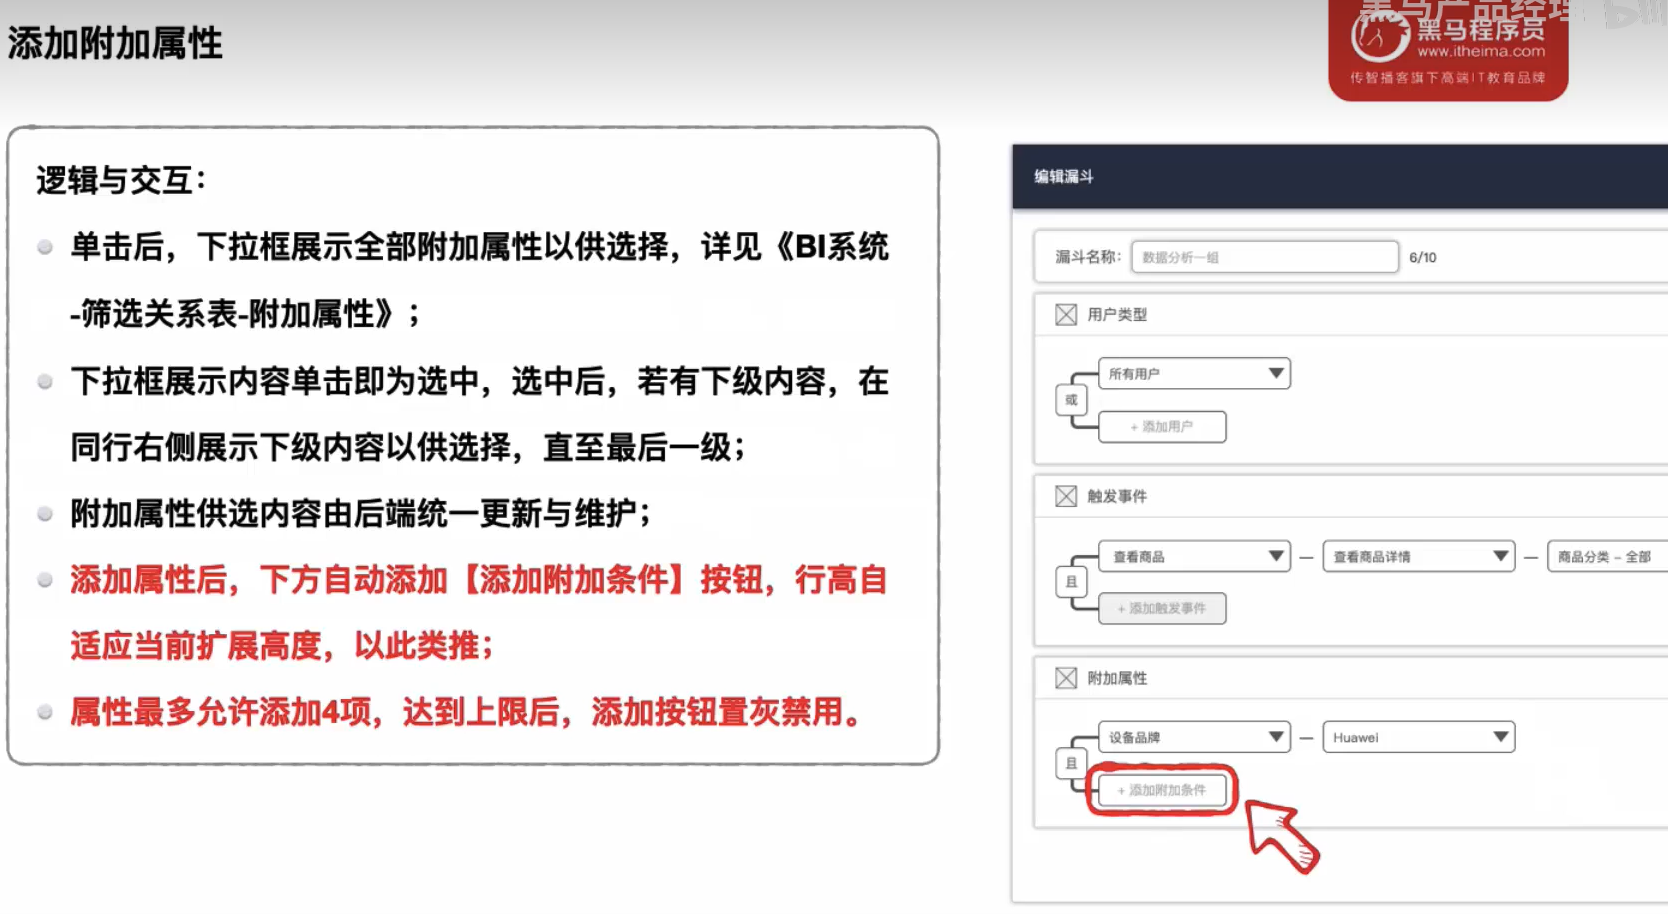 添加附加属性
黑马产品经理
黑马程序员
www.itheima.com
传智播客旗下高端IT教育品牌
逻辑与交互：
单击后，下拉框展示全部附加属性以供选择，详见《BI系统
-筛选关系表-附加属性》；
下拉框展示内容单击即为选中，选中后，若有下级内容，在
同行右侧展示下级内容以供选择，直至最后一级；
附加属性供选内容由后端统一更新与维护；
添加属性后，下方自动添加【添加附加条件】按钮，行高自
适应当前扩展高度，以此类推；
属性最多允许添加4项，达到上限后，添加按钮置灰禁用。
编辑漏斗
漏斗名称： 数据分析一组 6/10
用户类型
所有用户
或
+ 添加用户
触发事件
查看商品 — 查看商品详情 — 商品分类 - 全部
且
+ 添加触发事件
附加属性
设备品牌 — Huawei
且
+ 添加附加条件